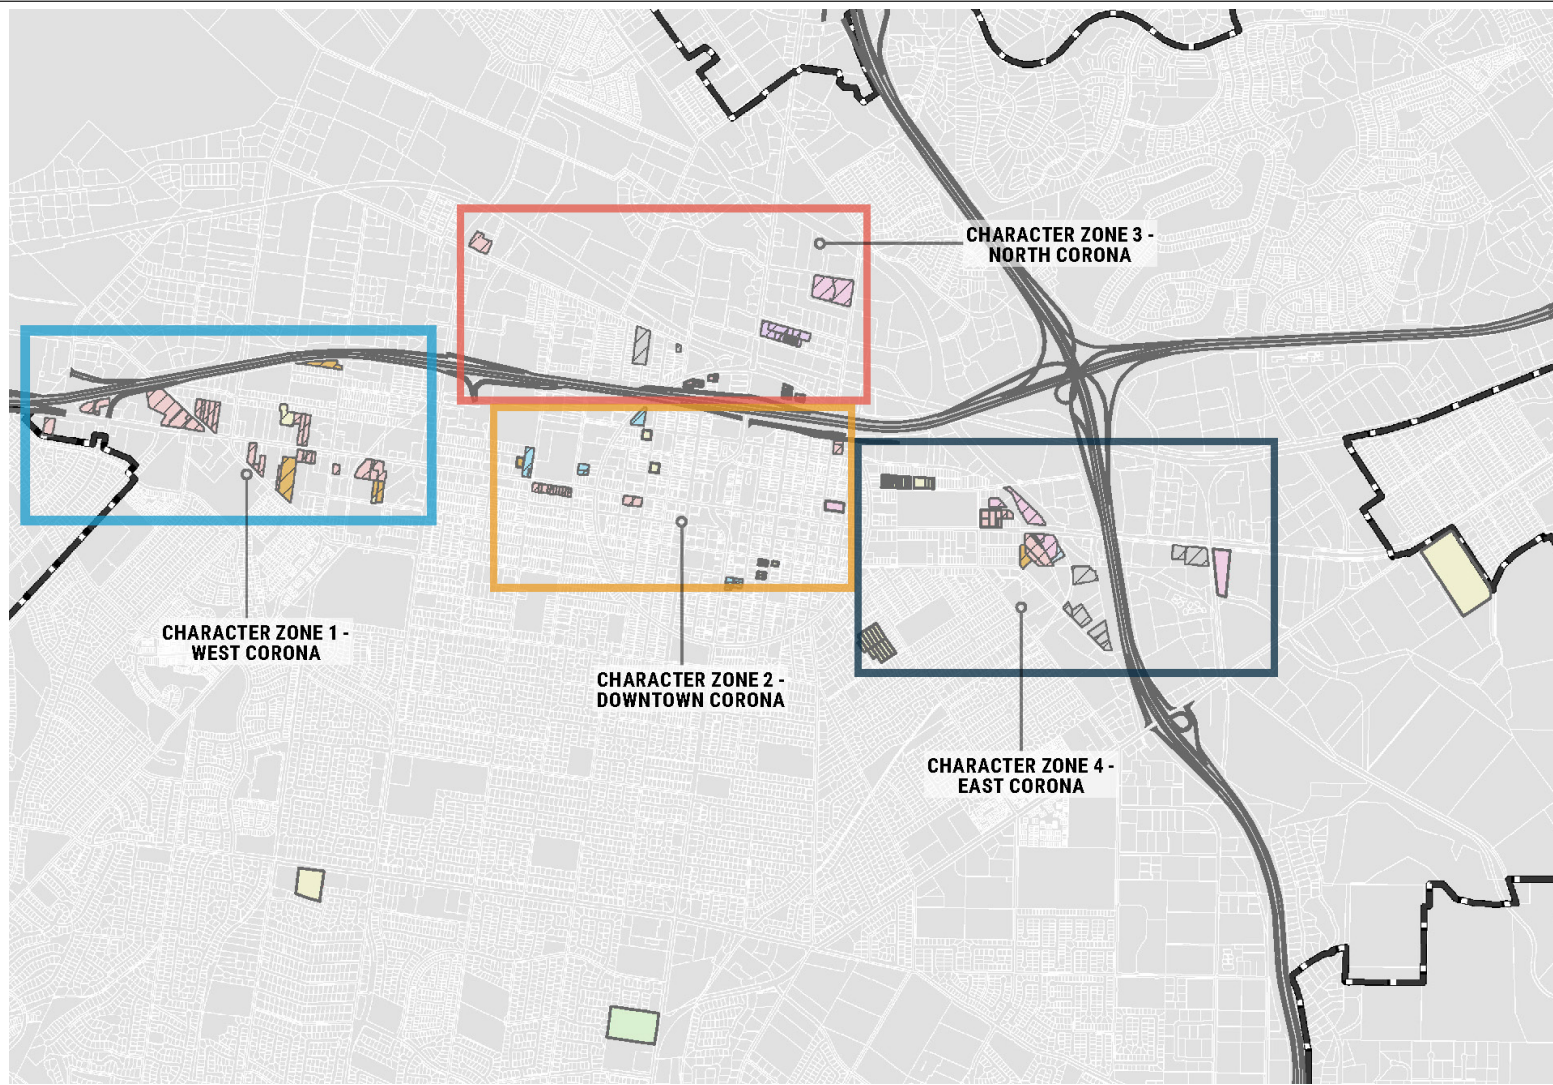 CHARACTER ZONE 3 -
NORTH CORONA
CHARACTER ZONE 1 -
WEST CORONA
CHARACTER ZONE 2 -
DOWNTOWN CORONA
CHARACTER ZONE 4 -
EAST CORONA